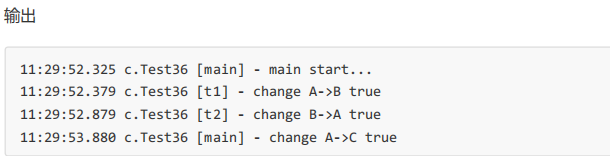 输出
11:29:52.325 c.Test36 [main] - main start...
11:29:52.379 c.Test36 [t1] - change A->B true
11:29:52.879 c.Test36 [t2] - change B->A true
11:29:53.880 c.Test36 [main] - change A->C true